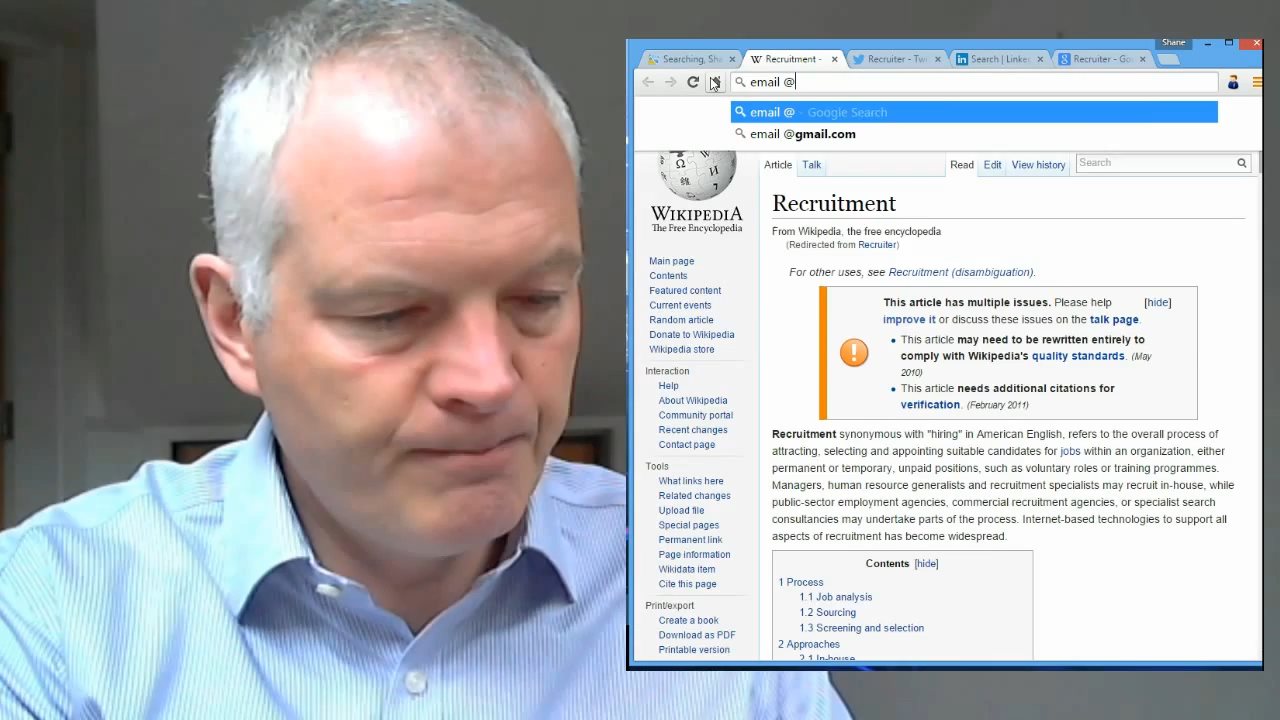 Shane
Searching, Sha
Recruitment -
Recruiter - Tw
Search | Linke
Recruiter - Go
email @
email @ - Google Search
email @gmail.com
Article Talk Read Edit View history Search
WIKIPEDIA
The Free Encyclopedia
Main page
Contents
Featured content
Current events
Random article
Donate to Wikipedia
Wikipedia store
Interaction
Help
About Wikipedia
Community portal
Recent changes
Contact page
Tools
What links here
Related changes
Upload file
Special pages
Permanent link
Page information
Wikidata item
Cite this page
Print/export
Create a book
Download as PDF
Printable version
Recruitment
From Wikipedia, the free encyclopedia
(Redirected from Recruiter)
For other uses, see Recruitment (disambiguation).
This article has multiple issues. Please help [hide]
improve it or discuss these issues on the talk page.
This article may need to be rewritten entirely to
comply with Wikipedia's quality standards. (May
2010)
This article needs additional citations for
verification. (February 2011)
Recruitment synonymous with "hiring" in American English, refers to the overall process of
attracting, selecting and appointing suitable candidates for jobs within an organization, either
permanent or temporary, unpaid positions, such as voluntary roles or training programmes.
Managers, human resource generalists and recruitment specialists may recruit in-house, while
public-sector employment agencies, commercial recruitment agencies, or specialist search
consultancies may undertake parts of the process. Internet-based technologies to support all
aspects of recruitment has become widespread.
Contents [hide]
1 Process
1.1 Job analysis
1.2 Sourcing
1.3 Screening and selection
2 Approaches
2.1 In-house